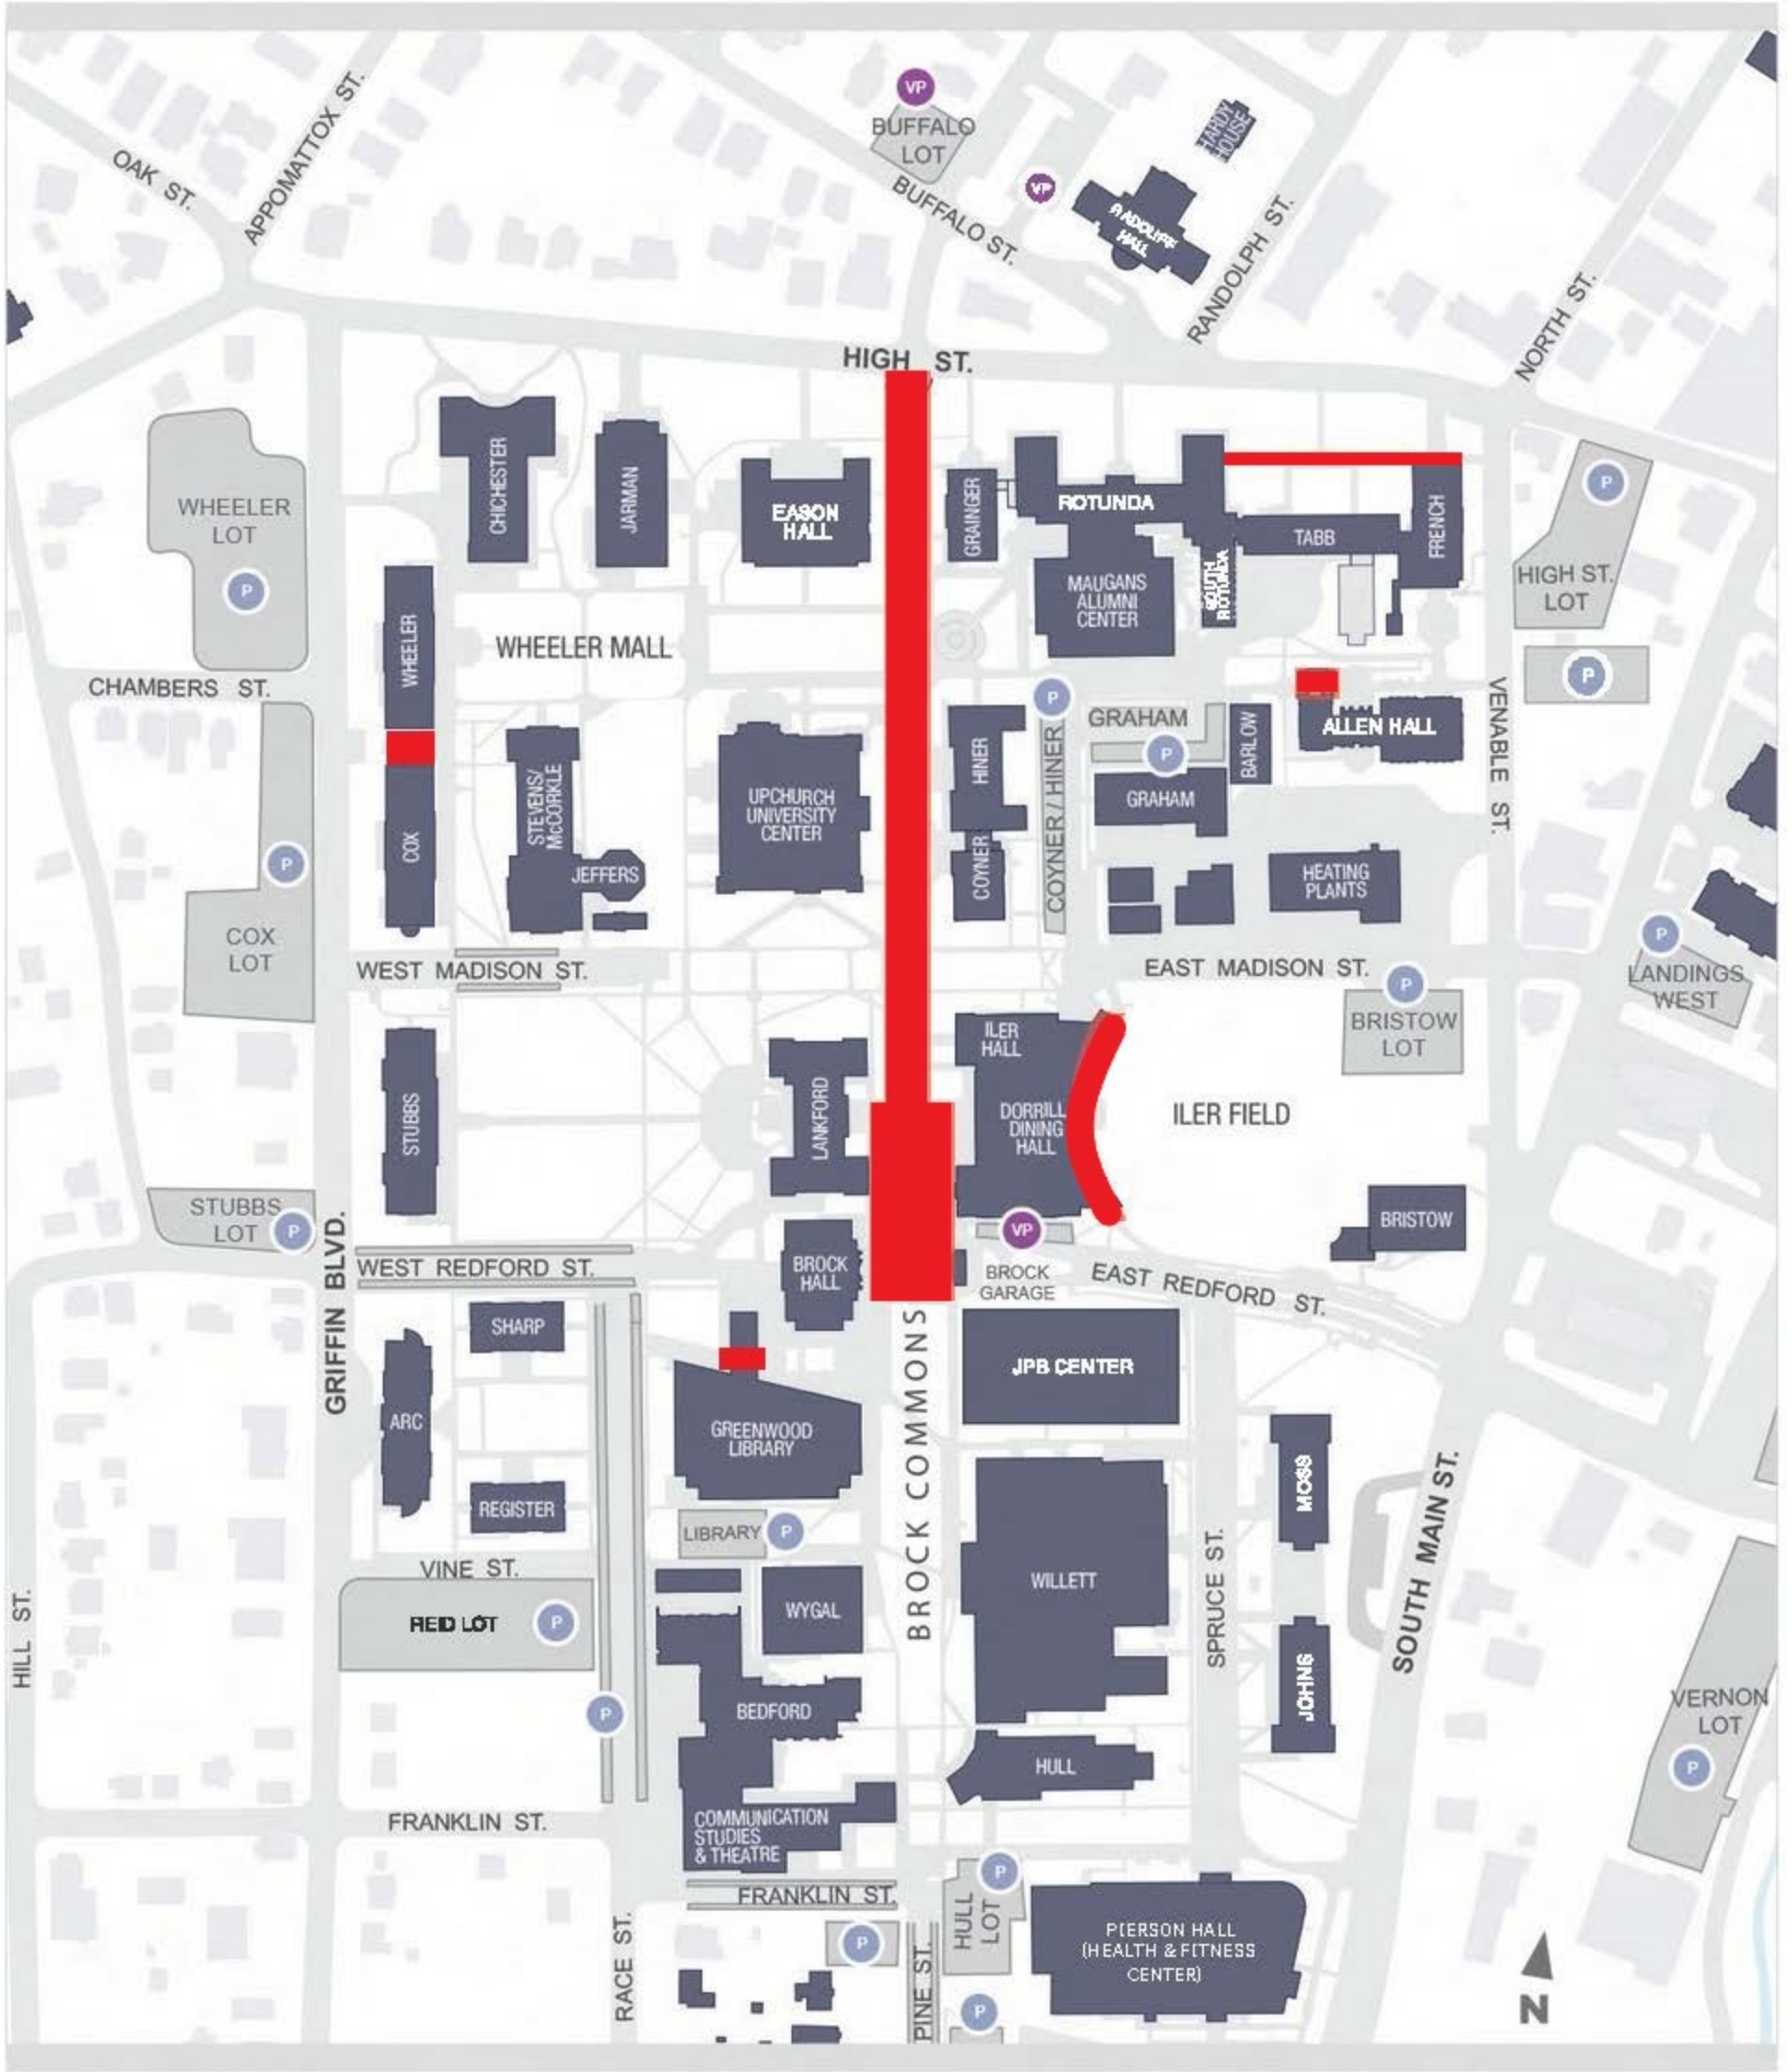 VP
BUFFALO
LOT
HARDY
HOUSE
OAK ST.
APPOMATTOX ST.
BUFFALO ST.
VP
HALL
RANDOLPH ST.
NORTH ST.
HIGH ST.
WHEELER
LOT
P
CHICHESTER
JARMAN
EASON
HALL
GRAINGER
ROTUNDA
MAUGANS
ALUMNI
CENTER
SOUTH
ROTUNDA
TABB
FRENCH
P
HIGH ST.
LOT
P
WHEELER
WHEELER MALL
CHAMBERS ST.
P
GRAHAM
P
BARLOW
ALLEN HALL
VENABLE ST.
COX
STEVENS/
McCORKLE
JEFFERS
UPCHURCH
UNIVERSITY
CENTER
HINER
COYNER
COYNER / HINER
GRAHAM
HEATING
PLANTS
P
COX
LOT
WEST MADISON ST.
EAST MADISON ST.
P
BRISTOW
LOT
P
LANDINGS
WEST
STUBBS
LANKFORD
ILER
HALL
DORRILL
DINING
HALL
ILER FIELD
STUBBS
LOT
P
GRIFFIN BLVD.
WEST REDFORD ST.
BROCK
HALL
VP
BROCK
GARAGE
EAST REDFORD ST.
BRISTOW
SHARP
ARC
REGISTER
GREENWOOD
LIBRARY
BROCK COMMONS
JPB CENTER
MOSS
SOUTH MAIN ST.
LIBRARY
P
VINE ST.
REID LOT
P
WYGAL
WILLETT
SPRUCE ST.
JOHNS
HILL ST.
P
BEDFORD
HULL
VERNON
LOT
P
FRANKLIN ST.
COMMUNICATION
STUDIES
& THEATRE
FRANKLIN ST.
P
HULL
LOT
RACE ST.
P
PINE ST.
P
PIERSON HALL
(HEALTH & FITNESS
CENTER)
N